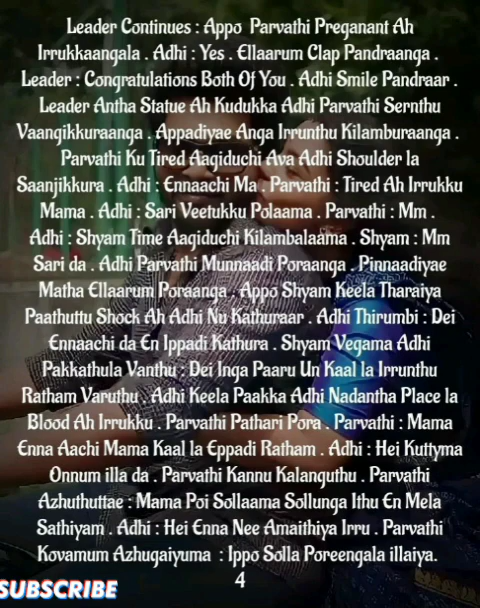 Leader Continues : Appo Parvathi Preganant Ah
Irrukkaangala . Adhi : Yes . Ellaarum Clap Pandraanga .
Leader : Congratulations Both Of You . Adhi Smile Pandraar .
Leader Antha Statue Ah Kudukka Adhi Parvathi Sernthu
Vaangikkuraanga . Appadiyae Anga Irrunthu Kilamburaanga .
Parvathi Ku Tired Aagiduchi Ava Adhi Shoulder la
Saanjikkura . Adhi : Ennaachi Ma . Parvathi : Tired Ah Irrukku
Mama . Adhi : Sari Veetukku Polaama . Parvathi : Mm .
Adhi : Shyam Time Aagiduchi Kilambalaama . Shyam : Mm
Sari da . Adhi Parvathi Munnaadi Poraanga . Pinnaadiyae
Matha Ellaarum Poraanga . Appo Shyam Keela Tharaiya
Paathuttu Shock Ah Adhi Nu Kathuraar . Adhi Thirumbi : Dei
Ennaachi da En Ippadi Kathura . Shyam Vegama Adhi
Pakkathula Vanthu : Dei Inga Paaru Un Kaal la Irrunthu
Ratham Varuthu . Adhi Keela Paakka Adhi Nadantha Place la
Blood Ah Irrukku . Parvathi Pathari Pora . Parvathi : Mama
Enna Aachi Mama Kaal la Eppadi Ratham . Adhi : Hei Kuttyma
Onnum illa da . Parvathi Kannu Kalanguthu . Parvathi
Azhuthuttae : Mama Poi Sollaama Sollunga Ithu En Mela
Sathiyam . Adhi : Hei Enna Nee Amaithiya Irru . Parvathi
Kovamum Azhugaiyuma : Ippo Solla Poreengala illaiya.
4
SUBSCRIBE